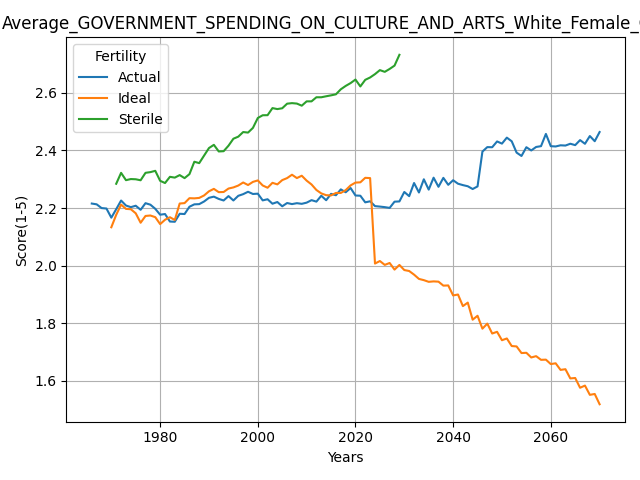 Average_GOVERNMENT_SPENDING_ON_CULTURE_AND_ARTS_White_Female_
Fertility
Actual
Ideal
Sterile
Score(1-5)
2.6
2.4
2.2
2.0
1.8
1.6
1980 2000 2020 2040 2060
Years